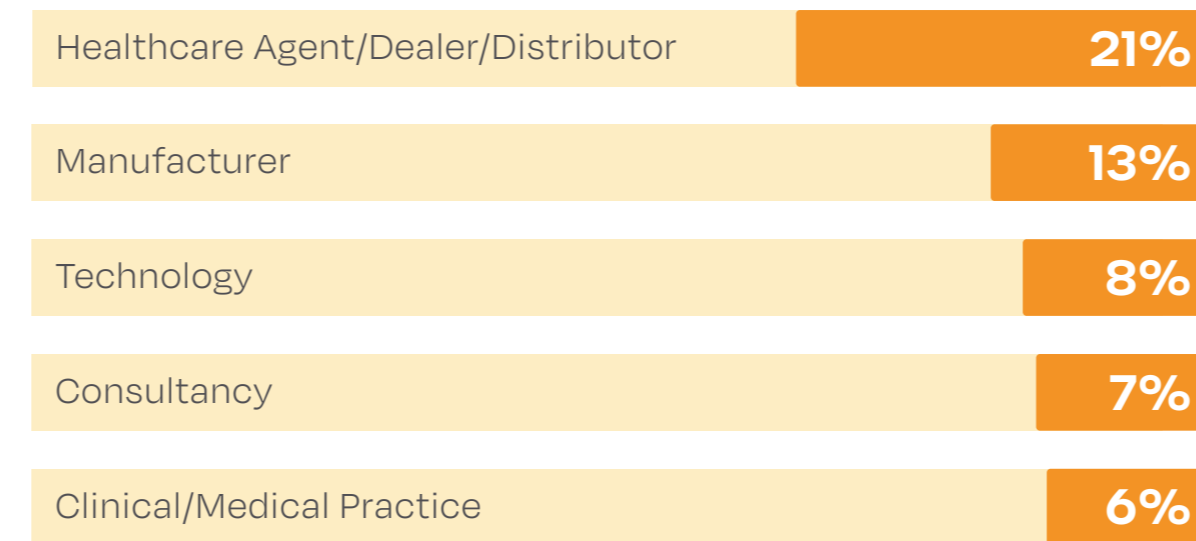 Healthcare Agent/Dealer/Distributor 21%
Manufacturer 13%
Technology 8%
Consultancy 7%
Clinical/Medical Practice 6%